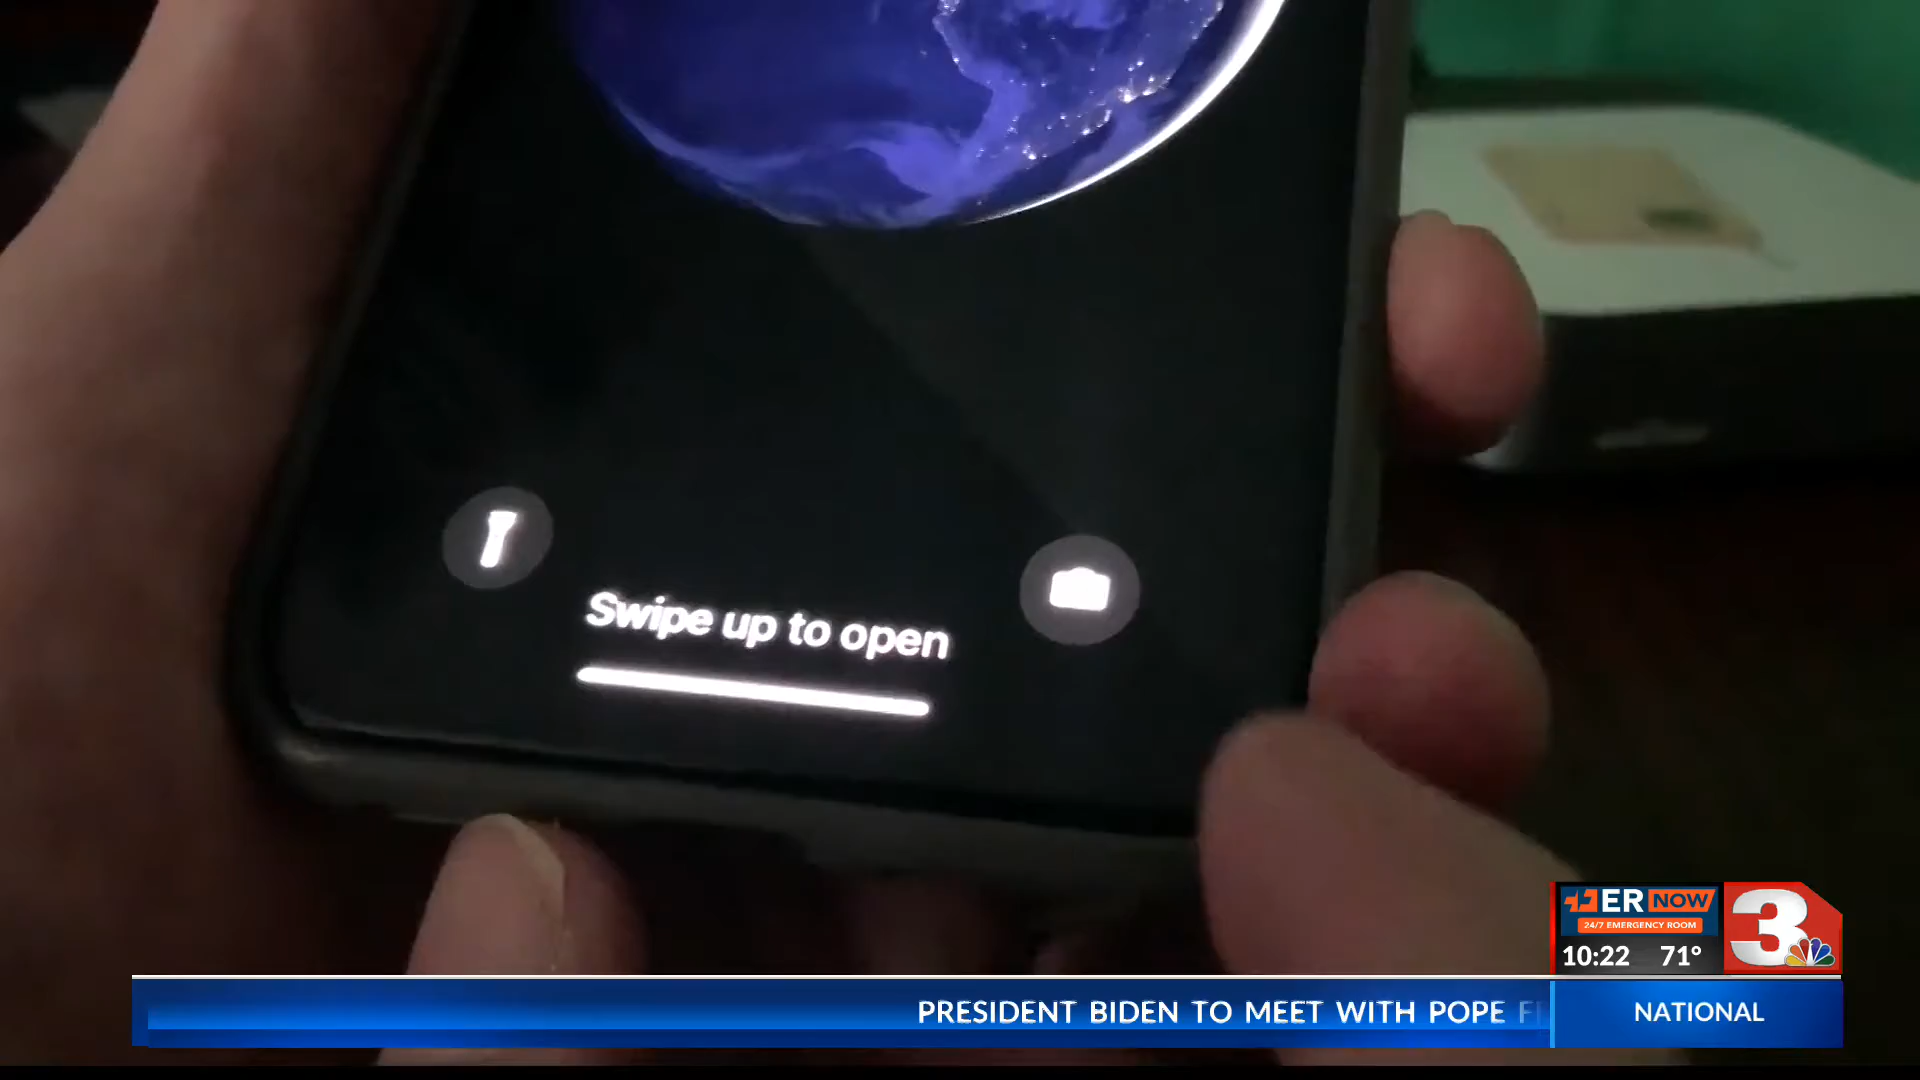 Swipe up to open
ER NOW
24/7 EMERGENCY ROOM
10:22 71°
3
PRESIDENT BIDEN TO MEET WITH POPE
NATIONAL